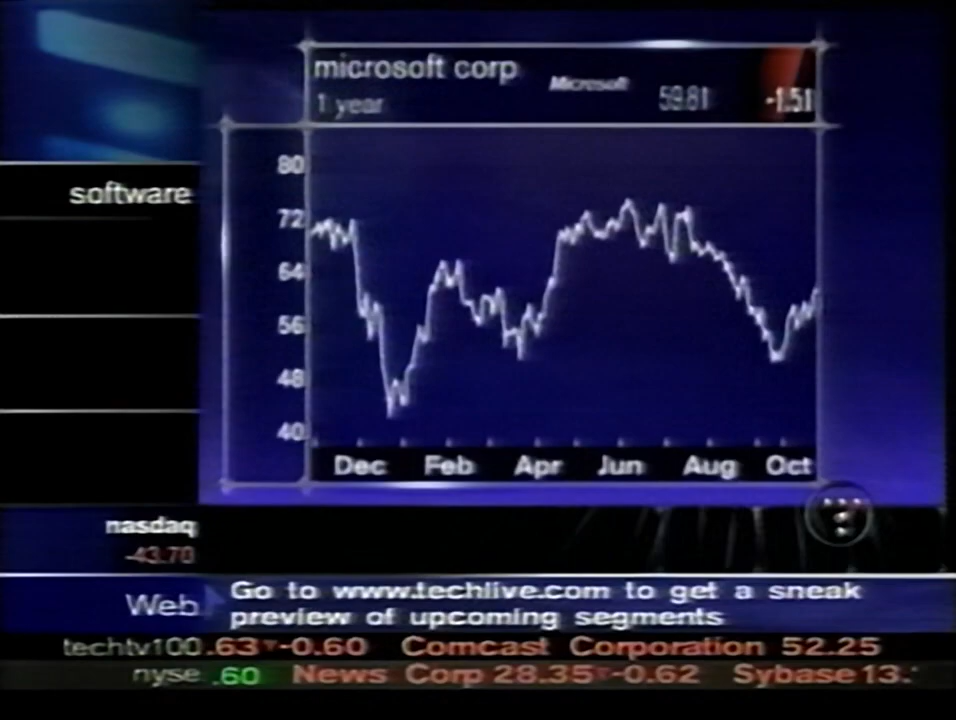 microsoft corp
Microsoft
59.81
-1.51
1 year
80
software
72
64
56
48
40
Dec Feb Apr Jun Aug Oct
nasdaq
-43.70
Web
Go to www.techlive.com to get a sneak
preview of upcoming segments
techtv100 .63▼-0.60 Comcast Corporation 52.25
nyse .60 News Corp 28.35▼-0.62 Sybase 13.